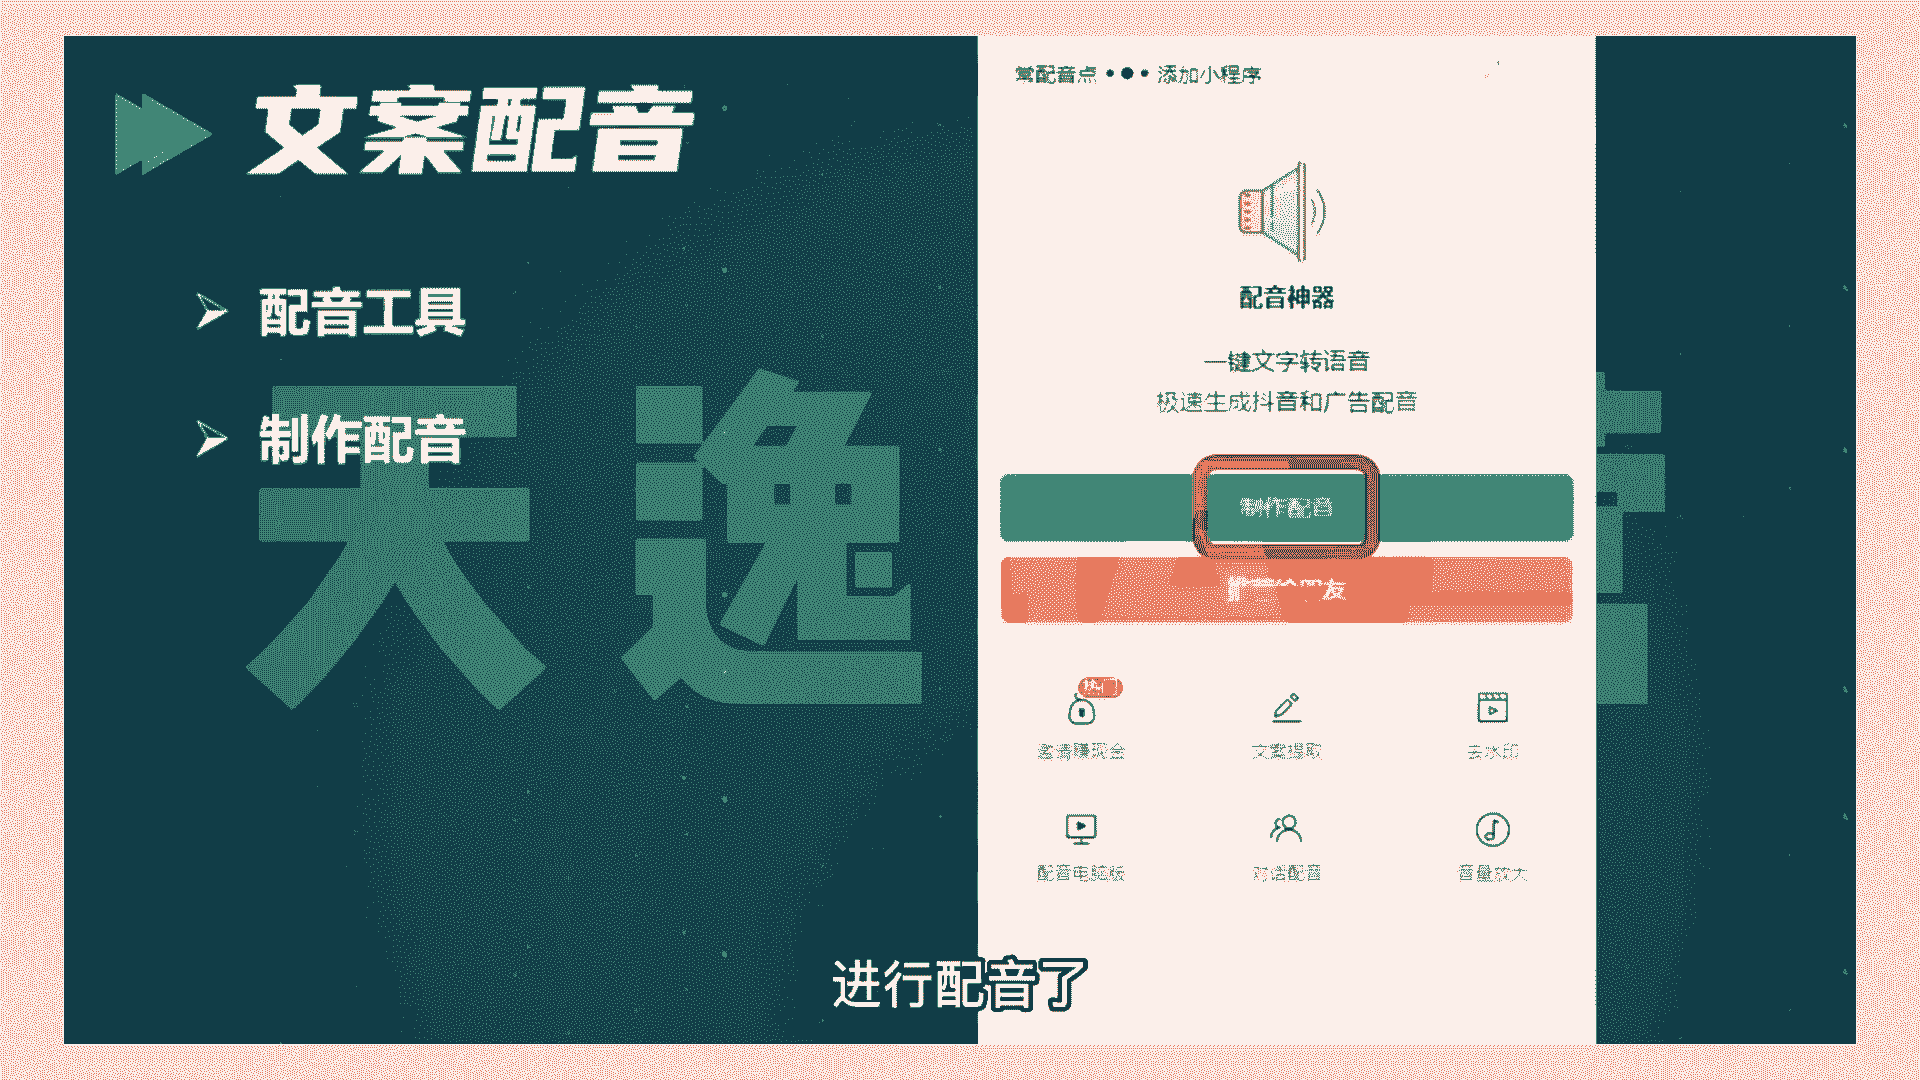 文案配音
配音工具
制作配音
天逸
常配音点 ••• 添加小程序
配音神器
一键文字转语音
极速生成抖音和广告配音
制作配音
友
邀请赚现金
文案提取
去水印
配音电脑版
对话配音
音量放大
进行配音了